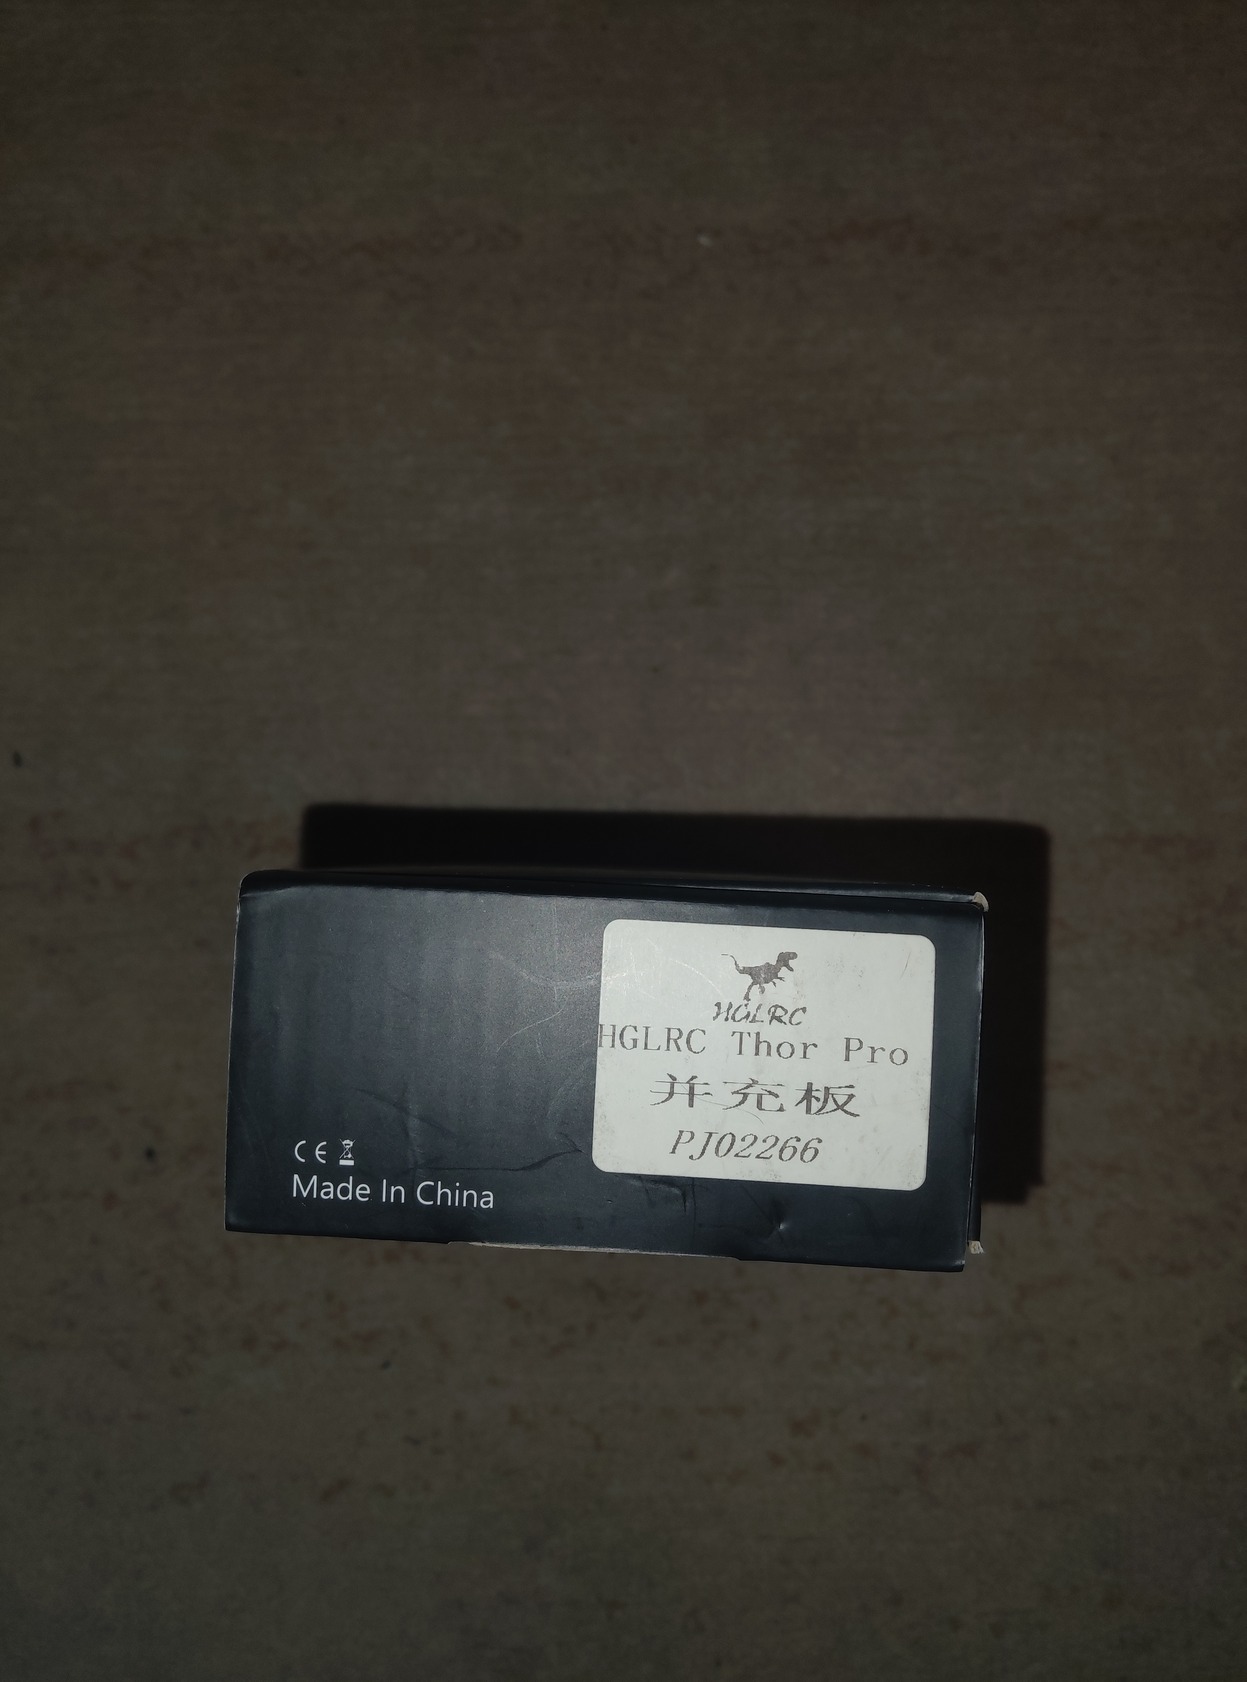 HGLRC
HGLRC Thor Pro
并充板
PJ02266
CE
Made In China